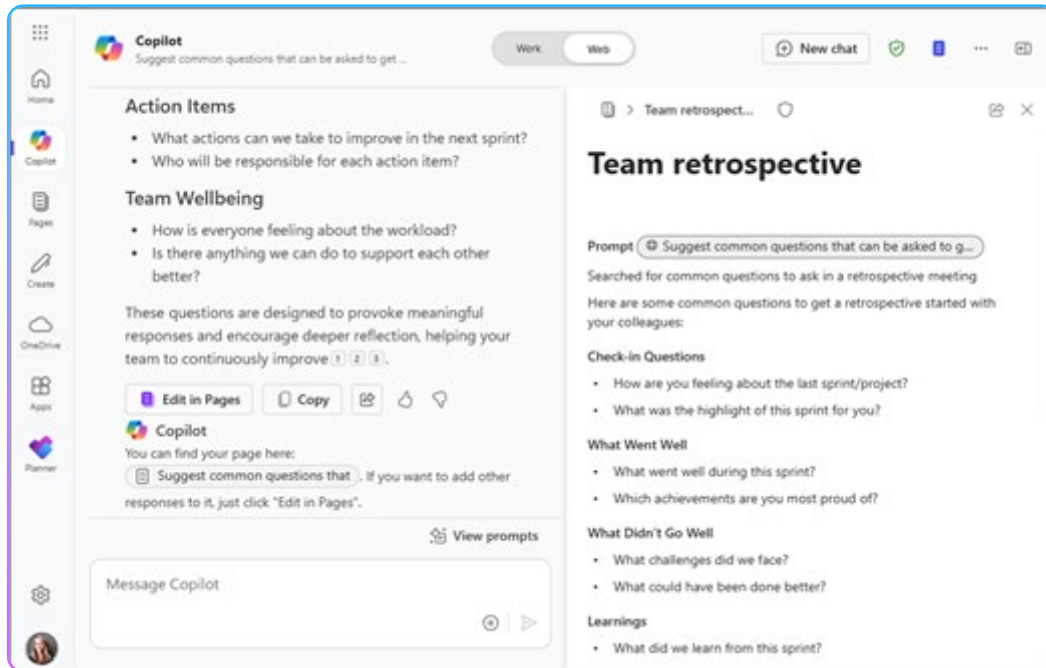 Copilot
Suggest common questions that can be asked to get ...
Work
Web
New chat
Home
Copilot
Pages
Create
OneDrive
Apps
Planner
Action Items
• What actions can we take to improve in the next sprint?
• Who will be responsible for each action item?
Team Wellbeing
• How is everyone feeling about the workload?
• Is there anything we can do to support each other
better?
These questions are designed to provoke meaningful
responses and encourage deeper reflection, helping your
team to continuously improve 1 2 3 .
Edit in Pages
Copy
Copilot
You can find your page here:
Suggest common questions that . If you want to add other
responses to it, just click "Edit in Pages".
View prompts
Message Copilot
> Team retrospect...
Team retrospective
Prompt Suggest common questions that can be asked to g...
Searched for common questions to ask in a retrospective meeting
Here are some common questions to get a retrospective started with
your colleagues:
Check-in Questions
• How are you feeling about the last sprint/project?
• What was the highlight of this sprint for you?
What Went Well
• What went well during this sprint?
• Which achievements are you most proud of?
What Didn't Go Well
• What challenges did we face?
• What could have been done better?
Learnings
• What did we learn from this sprint?